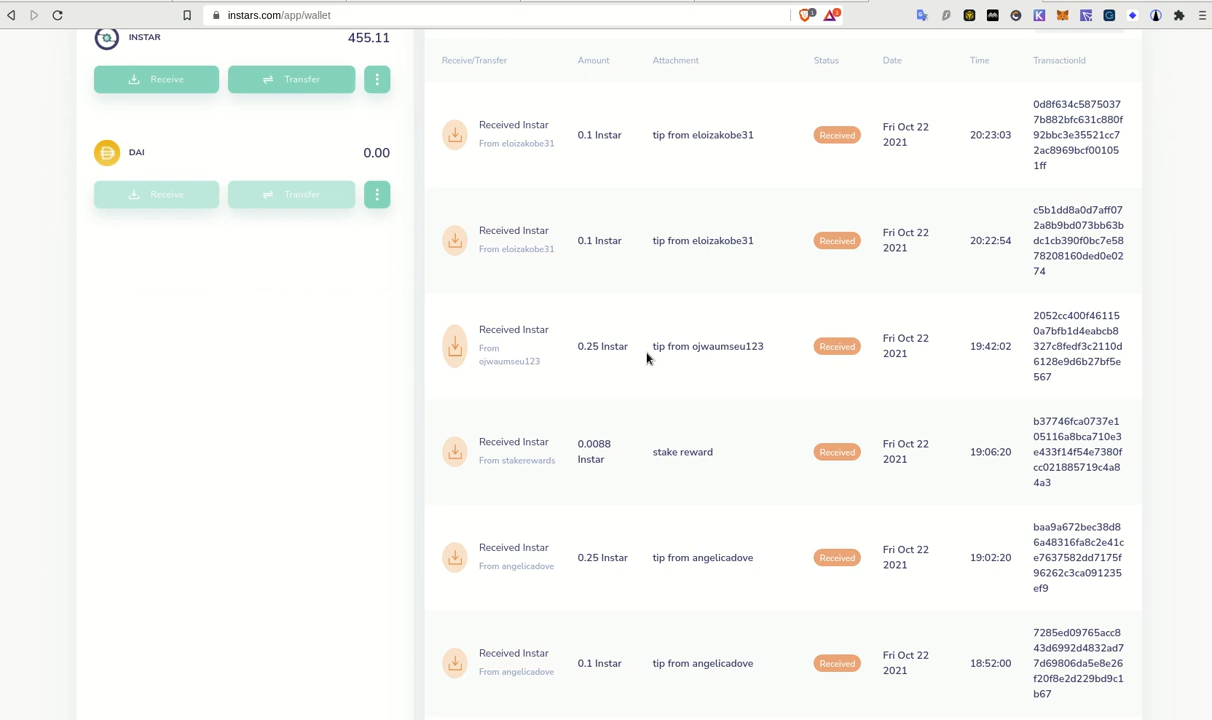 instars.com/app/wallet
INSTAR 455.11
Receive Transfer
DAI 0.00
Receive Transfer
Receive/Transfer Amount Attachment Status Date Time TransactionId
Received Instar
From eloizakobe31
0.1 Instar
tip from eloizakobe31
Received
Fri Oct 22
2021
20:23:03
0d8f634c5875037
7b882bfc631c880f
92bbc3e35521cc7
2ac8969bcf00105
1ff
Received Instar
From eloizakobe31
0.1 Instar
tip from eloizakobe31
Received
Fri Oct 22
2021
20:22:54
c5b1dd8a0d7aff07
2a8b9bd073bb63b
dc1cb390f0bc7e58
78208160ded0e02
74
Received Instar
From
ojwaumseu123
0.25 Instar
tip from ojwaumseu123
Received
Fri Oct 22
2021
19:42:02
2052cc400f46115
0a7bfb1d4eabcb8
327c8fedf3c2110d
6128e9d6b27bf5e
567
Received Instar
From stakerewards
0.0088
Instar
stake reward
Received
Fri Oct 22
2021
19:06:20
b37746fca0737e1
05116a8bca710e3
e433f14f54e7380f
cc021885719c4a8
4a3
Received Instar
From angelicadove
0.25 Instar
tip from angelicadove
Received
Fri Oct 22
2021
19:02:20
baa9a672bec38d8
6a48316fa8c2e41c
e7637582dd7175f
96262c3ca091235
ef9
Received Instar
From angelicadove
0.1 Instar
tip from angelicadove
Received
Fri Oct 22
2021
18:52:00
7285ed09765acc8
43d6992d4832ad7
7d69806da5e8e26
f20f8e2d229bd9c1
b67